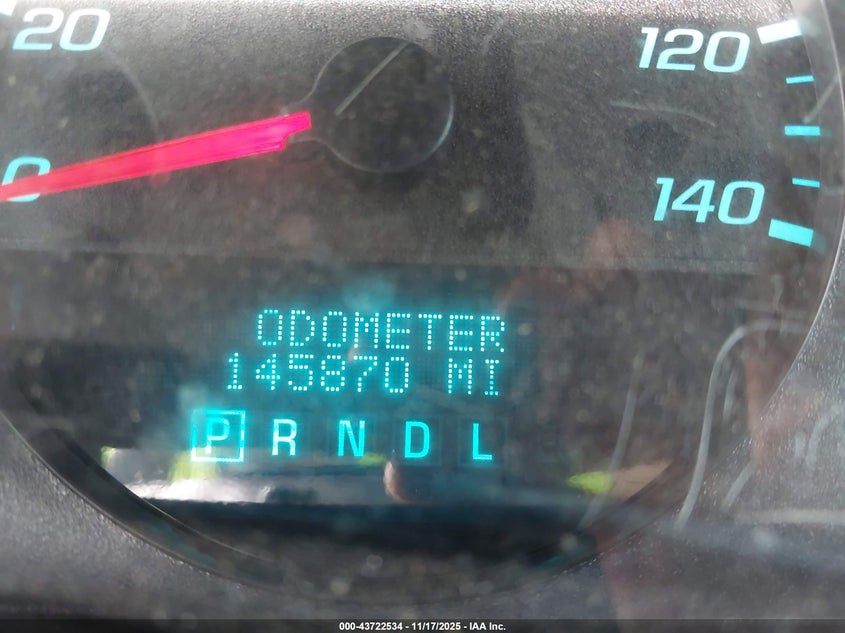 20
120
0
140
ODOMETER
145870 MI
P R N D L
000-43722534 - 11/17/2025 - IAA Inc.